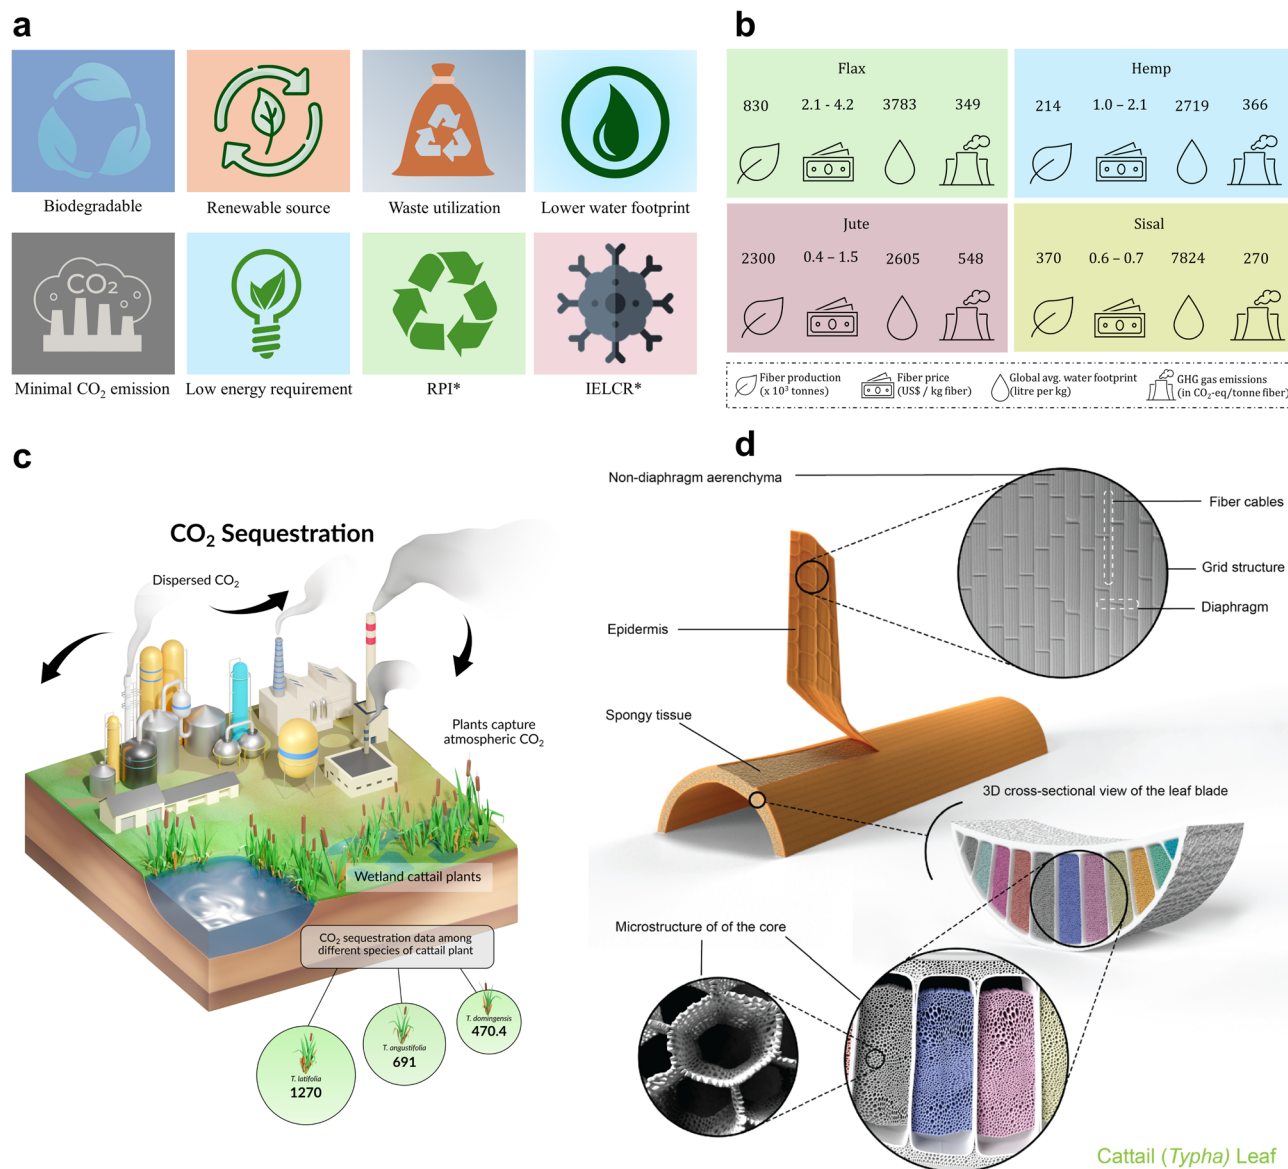 a
Biodegradable
Renewable source
Waste utilization
Lower water footprint
CO₂
Minimal CO₂ emission
Low energy requirement
RPI*
IELCR*
b
Flax
830
2.1 - 4.2
3783
349
Hemp
214
1.0 – 2.1
2719
366
Jute
2300
0.4 – 1.5
2605
548
Sisal
370
0.6 – 0.7
7824
270
Fiber production
(x 10³ tonnes)
Fiber price
(US$ / kg fiber)
Global avg. water footprint
(litre per kg)
GHG gas emissions
(in CO₂-eq/tonne fiber)
c
CO₂ Sequestration
Dispersed CO₂
Plants capture
atmospheric CO₂
Wetland cattail plants
CO₂ sequestration data among
different species of cattail plant
T. latifolia
1270
T. angustifolia
691
T. domingensis
470.4
d
Non-diaphragm aerenchyma
Fiber cables
Grid structure
Diaphragm
Epidermis
Spongy tissue
3D cross-sectional view of the leaf blade
Microstructure of of the core
Cattail (Typha) Leaf